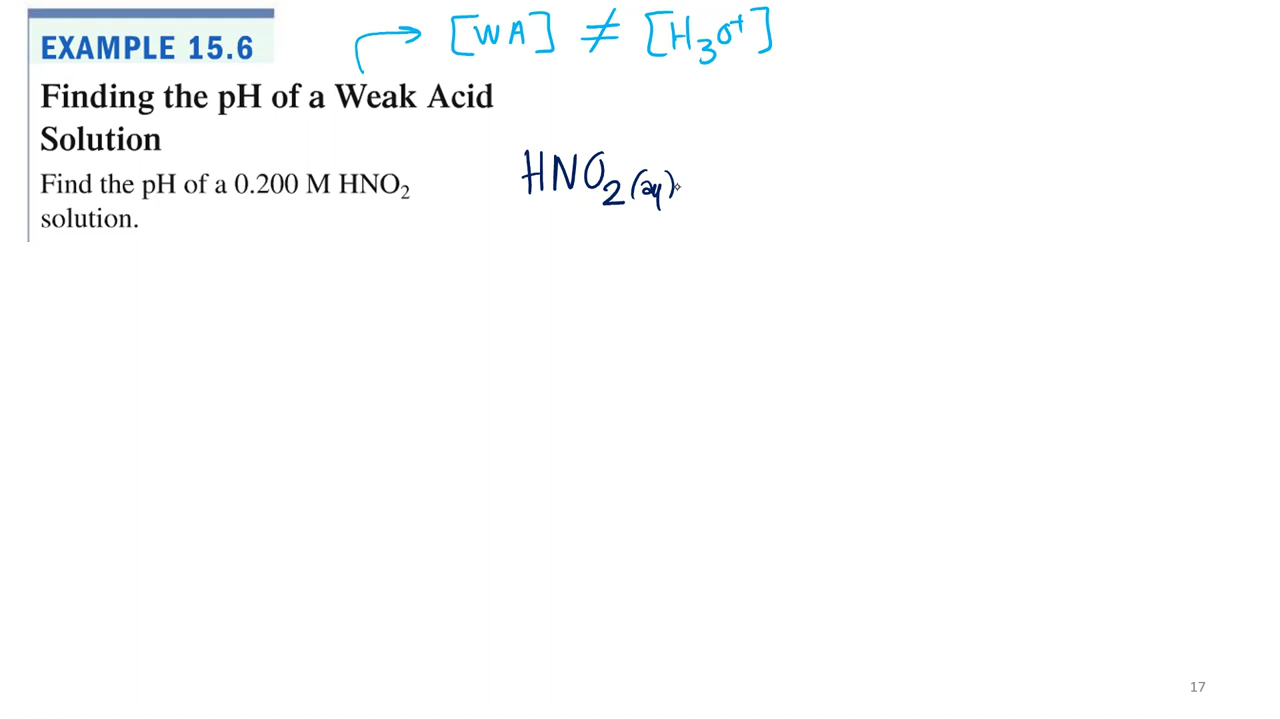 EXAMPLE 15.6
[WA] ≠ [H₃O⁺]
Finding the pH of a Weak Acid
Solution
Find the pH of a 0.200 M HNO₂
solution.
HNO₂(aq)
17